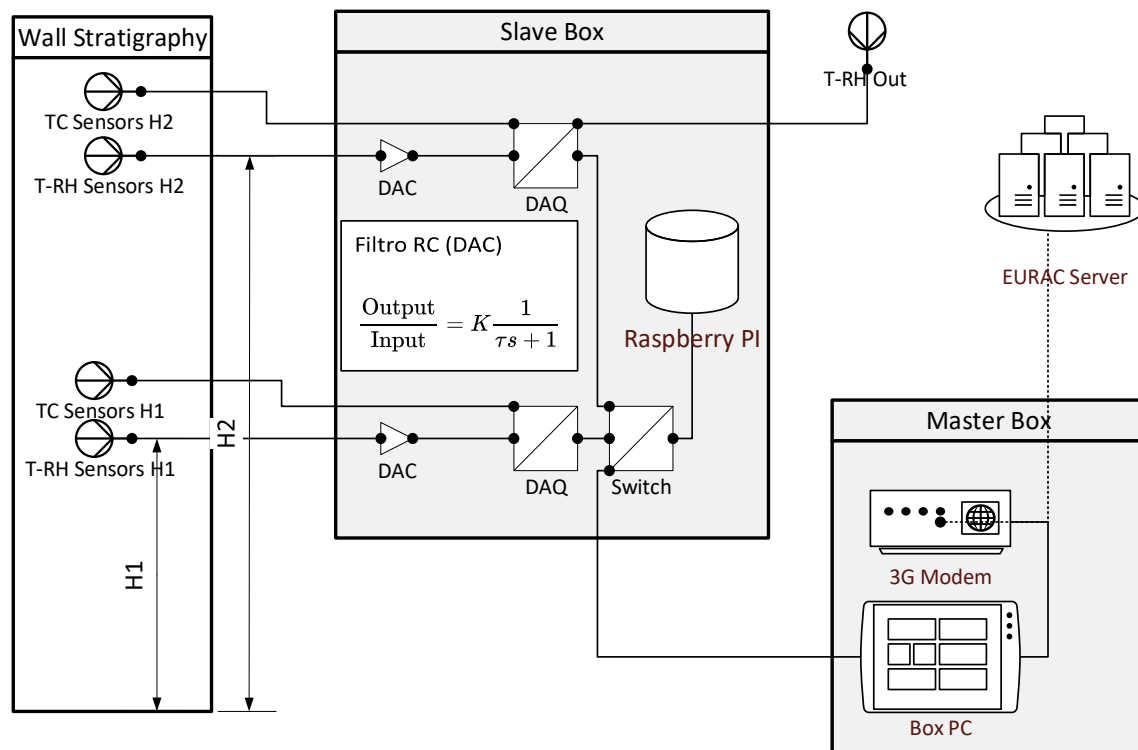 Wall Stratigraphy
TC Sensors H2
T-RH Sensors H2
TC Sensors H1
T-RH Sensors H1
H1
H2
Slave Box
DAC
DAQ
Filtro RC (DAC)
Output/Input = K 1/(τs + 1)
Raspberry PI
DAC
DAQ
Switch
T-RH Out
EURAC Server
Master Box
3G Modem
Box PC